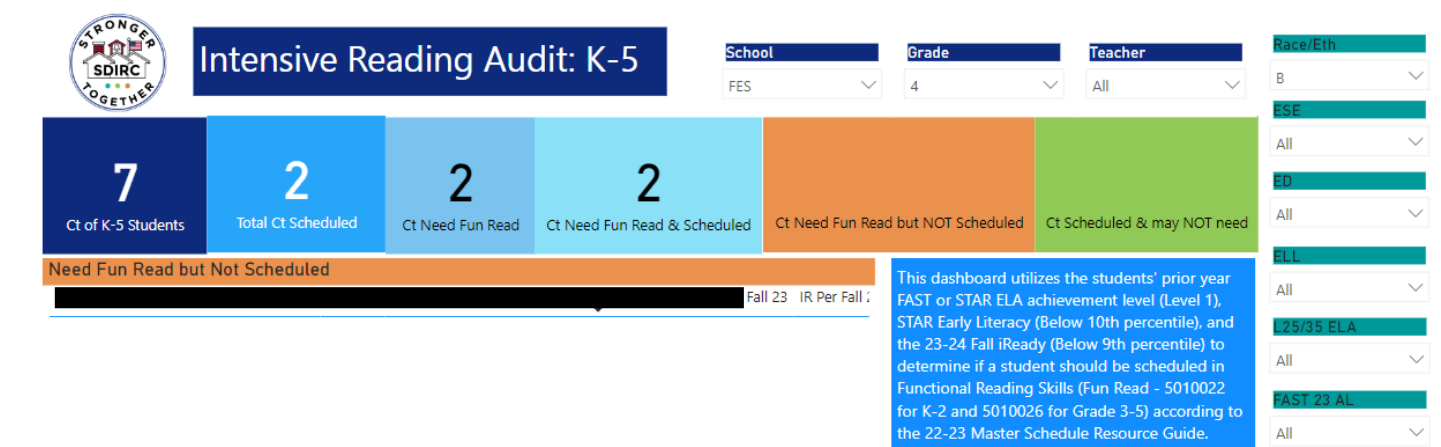 STRONGER
SDIRC
TOGETHER
Intensive Reading Audit: K-5
School
FES
Grade
4
Teacher
All
Race/Eth
B
ESE
All
ED
All
ELL
All
L25/35 ELA
All
FAST 23 AL
All
7
Ct of K-5 Students
2
Total Ct Scheduled
2
Ct Need Fun Read
2
Ct Need Fun Read & Scheduled
Ct Need Fun Read but NOT Scheduled
Ct Scheduled & may NOT need
Need Fun Read but Not Scheduled
Fall 23 IR Per Fall
This dashboard utilizes the students' prior year
FAST or STAR ELA achievement level (Level 1),
STAR Early Literacy (Below 10th percentile), and
the 23-24 Fall iReady (Below 9th percentile) to
determine if a student should be scheduled in
Functional Reading Skills (Fun Read - 5010022
for K-2 and 5010026 for Grade 3-5) according to
the 22-23 Master Schedule Resource Guide.